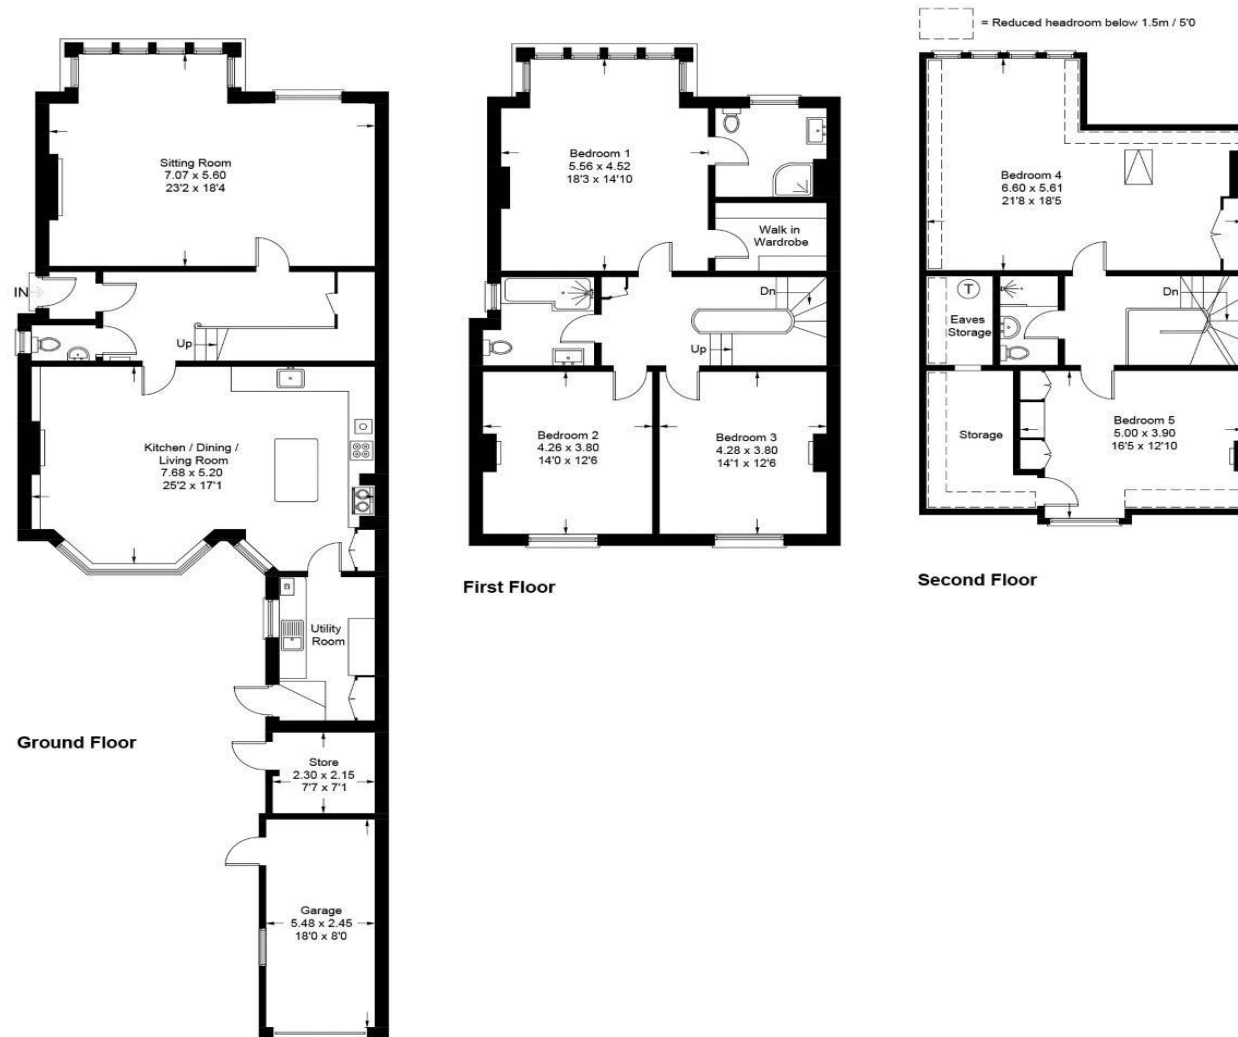 = Reduced headroom below 1.5m / 5'0
Sitting Room
7.07 x 5.60
23'2 x 18'4
IN
Up
Kitchen / Dining /
Living Room
7.68 x 5.20
25'2 x 17'1
Utility
Room
Ground Floor
Store
2.30 x 2.15
7'7 x 7'1
Garage
5.48 x 2.45
18'0 x 8'0
Bedroom 1
5.56 x 4.52
18'3 x 14'10
Walk in
Wardrobe
Dn
Up
Bedroom 2
4.26 x 3.80
14'0 x 12'6
Bedroom 3
4.28 x 3.80
14'1 x 12'6
First Floor
Bedroom 4
6.60 x 5.61
21'8 x 18'5
T
Eaves
Storage
Dn
Storage
Bedroom 5
5.00 x 3.90
16'5 x 12'10
Second Floor